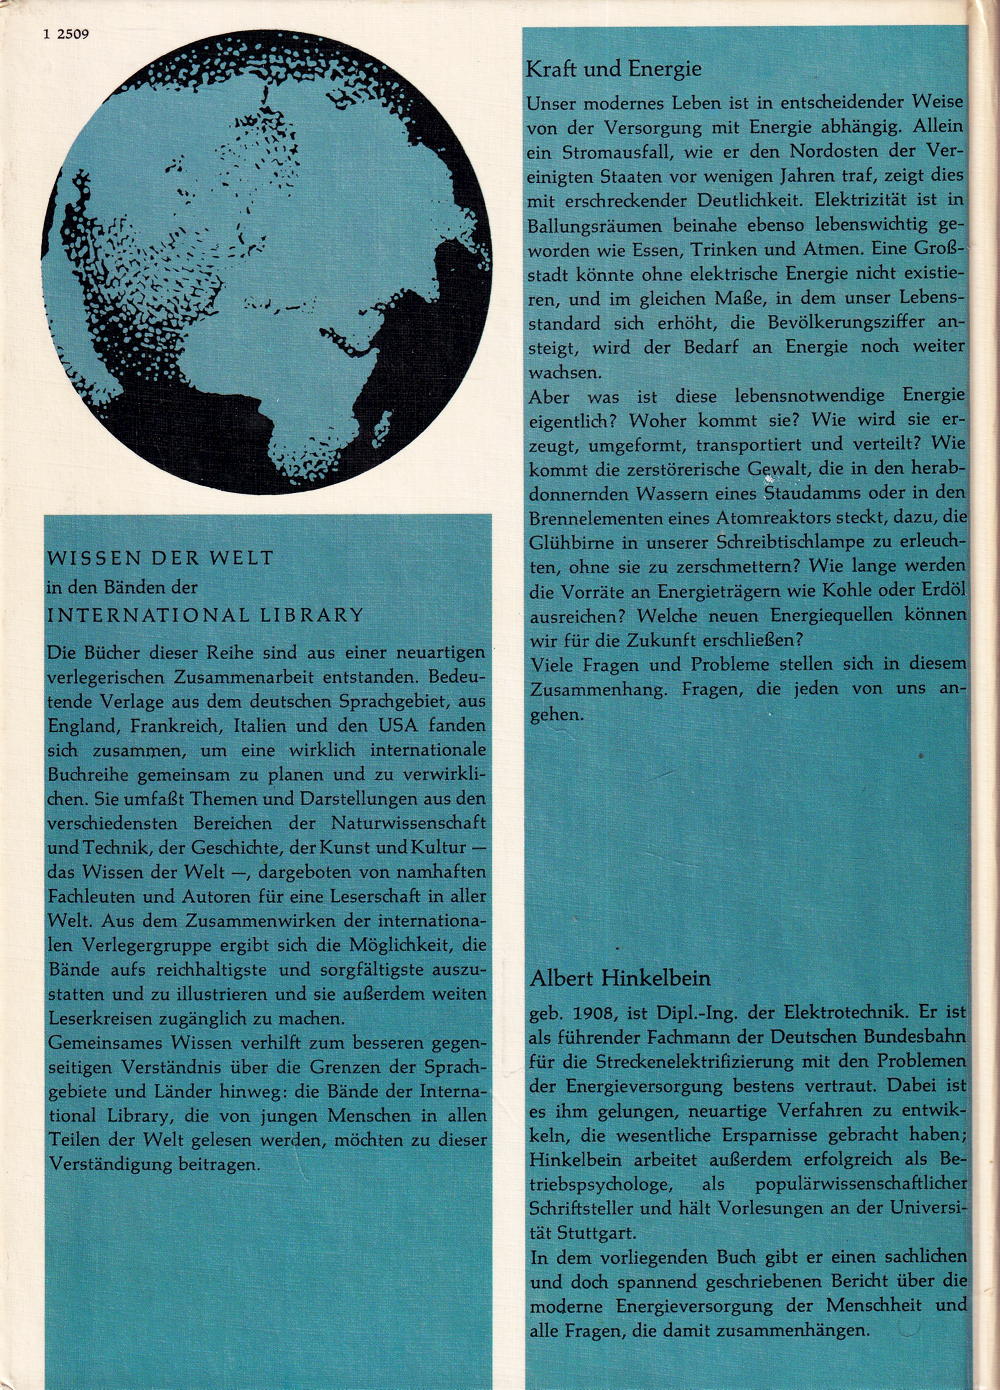 1 2509
WISSEN DER WELT
in den Bänden der
INTERNATIONAL LIBRARY
Die Bücher dieser Reihe sind aus einer neuartigen
verlegerischen Zusammenarbeit entstanden. Bedeu-
tende Verlage aus dem deutschen Sprachgebiet, aus
England, Frankreich, Italien und den USA fanden
sich zusammen, um eine wirklich internationale
Buchreihe gemeinsam zu planen und zu verwirkli-
chen. Sie umfaßt Themen und Darstellungen aus den
verschiedensten Bereichen der Naturwissenschaft
und Technik, der Geschichte, der Kunst und Kultur —
das Wissen der Welt —, dargeboten von namhaften
Fachleuten und Autoren für eine Leserschaft in aller
Welt. Aus dem Zusammenwirken der internationa-
len Verlegergruppe ergibt sich die Möglichkeit, die
Bände aufs reichhaltigste und sorgfältigste auszu-
statten und zu illustrieren und sie außerdem weiten
Leserkreisen zugänglich zu machen.
Gemeinsames Wissen verhilft zum besseren gegen-
seitigen Verständnis über die Grenzen der Sprach-
gebiete und Länder hinweg: die Bände der Interna-
tional Library, die von jungen Menschen in allen
Teilen der Welt gelesen werden, möchten zu dieser
Verständigung beitragen.
Kraft und Energie
Unser modernes Leben ist in entscheidender Weise
von der Versorgung mit Energie abhängig. Allein
ein Stromausfall, wie er den Nordosten der Ver-
einigten Staaten vor wenigen Jahren traf, zeigt dies
mit erschreckender Deutlichkeit. Elektrizität ist in
Ballungsräumen beinahe ebenso lebenswichtig ge-
worden wie Essen, Trinken und Atmen. Eine Groß-
stadt könnte ohne elektrische Energie nicht existie-
ren, und im gleichen Maße, in dem unser Lebens-
standard sich erhöht, die Bevölkerungsziffer an-
steigt, wird der Bedarf an Energie noch weiter
wachsen.
Aber was ist diese lebensnotwendige Energie
eigentlich? Woher kommt sie? Wie wird sie er-
zeugt, umgeformt, transportiert und verteilt? Wie
kommt die zerstörerische Gewalt, die in den herab-
donnernden Wassern eines Staudamms oder in den
Brennelementen eines Atomreaktors steckt, dazu, die
Glühbirne in unserer Schreibtischlampe zu erleuch-
ten, ohne sie zu zerschmettern? Wie lange werden
die Vorräte an Energieträgern wie Kohle oder Erdöl
ausreichen? Welche neuen Energiequellen können
wir für die Zukunft erschließen?
Viele Fragen und Probleme stellen sich in diesem
Zusammenhang. Fragen, die jeden von uns an-
gehen.
Albert Hinkelbein
geb. 1908, ist Dipl.-Ing. der Elektrotechnik. Er ist
als führender Fachmann der Deutschen Bundesbahn
für die Streckenelektrifizierung mit den Problemen
der Energieversorgung bestens vertraut. Dabei ist
es ihm gelungen, neuartige Verfahren zu entwik-
keln, die wesentliche Ersparnisse gebracht haben;
Hinkelbein arbeitet außerdem erfolgreich als Be-
triebspsychologe, als populärwissenschaftlicher
Schriftsteller und hält Vorlesungen an der Universi-
tät Stuttgart.
In dem vorliegenden Buch gibt er einen sachlichen
und doch spannend geschriebenen Bericht über die
moderne Energieversorgung der Menschheit und
alle Fragen, die damit zusammenhängen.